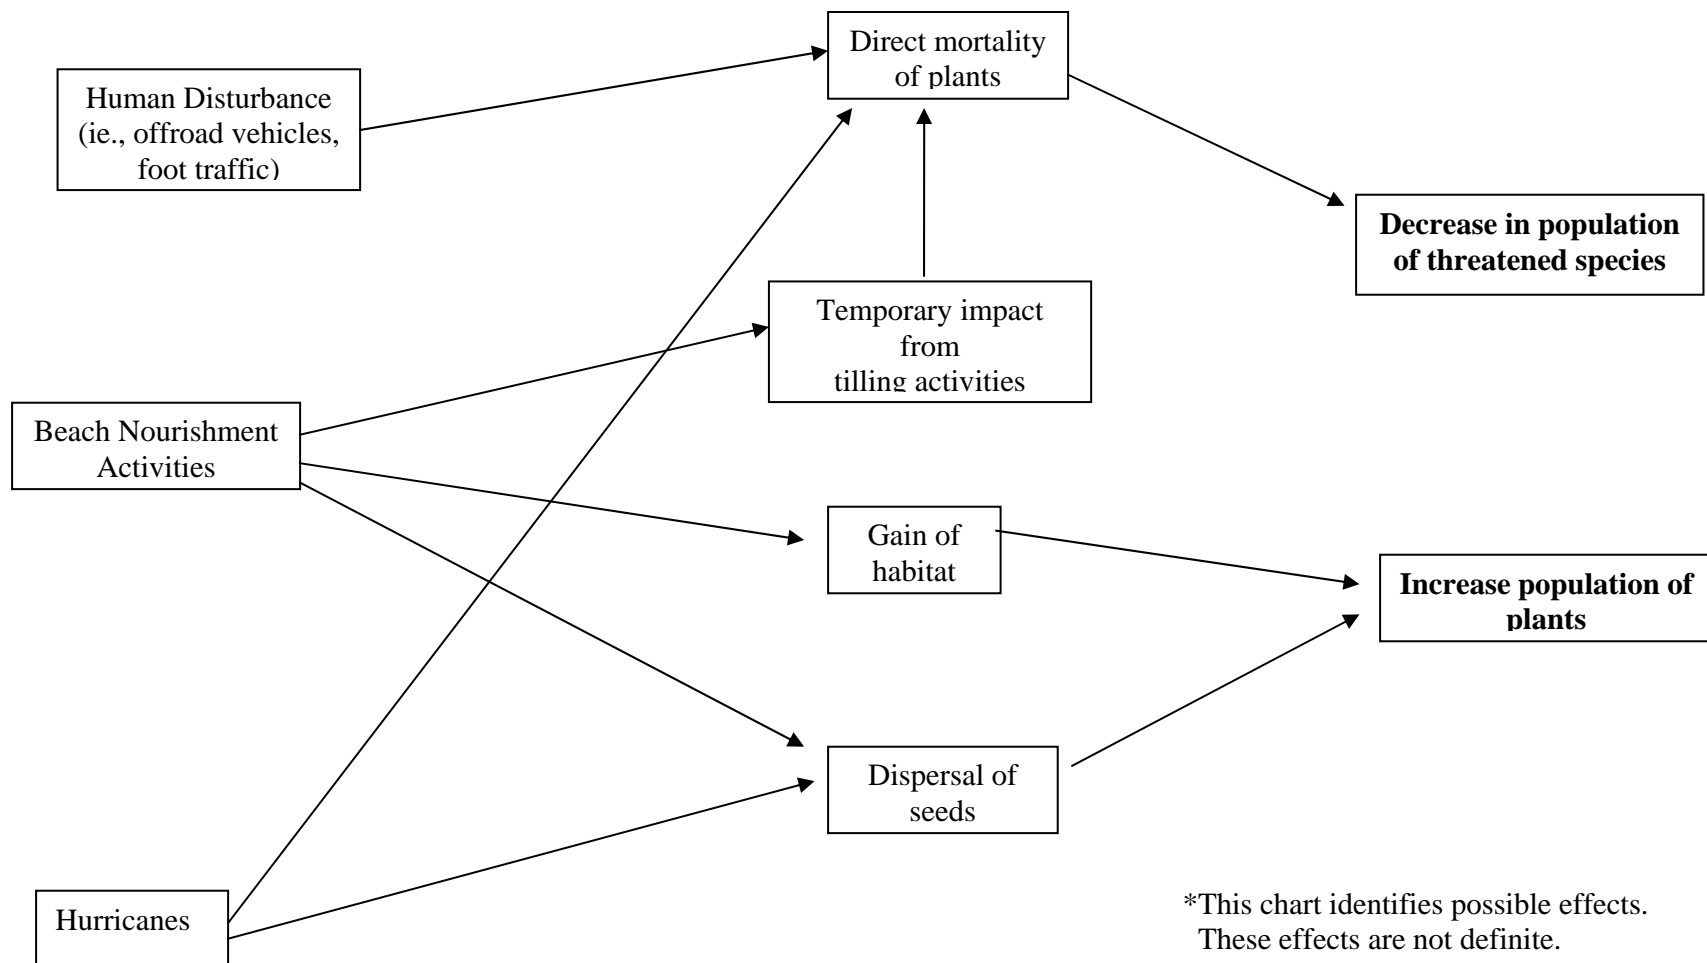 Direct mortality
of plants
Human Disturbance
(ie., offroad vehicles,
foot traffic)
Decrease in population
of threatened species
Temporary impact
from
tilling activities
Beach Nourishment
Activities
Gain of
habitat
Increase population of
plants
Dispersal of
seeds
Hurricanes
*This chart identifies possible effects.
These effects are not definite.